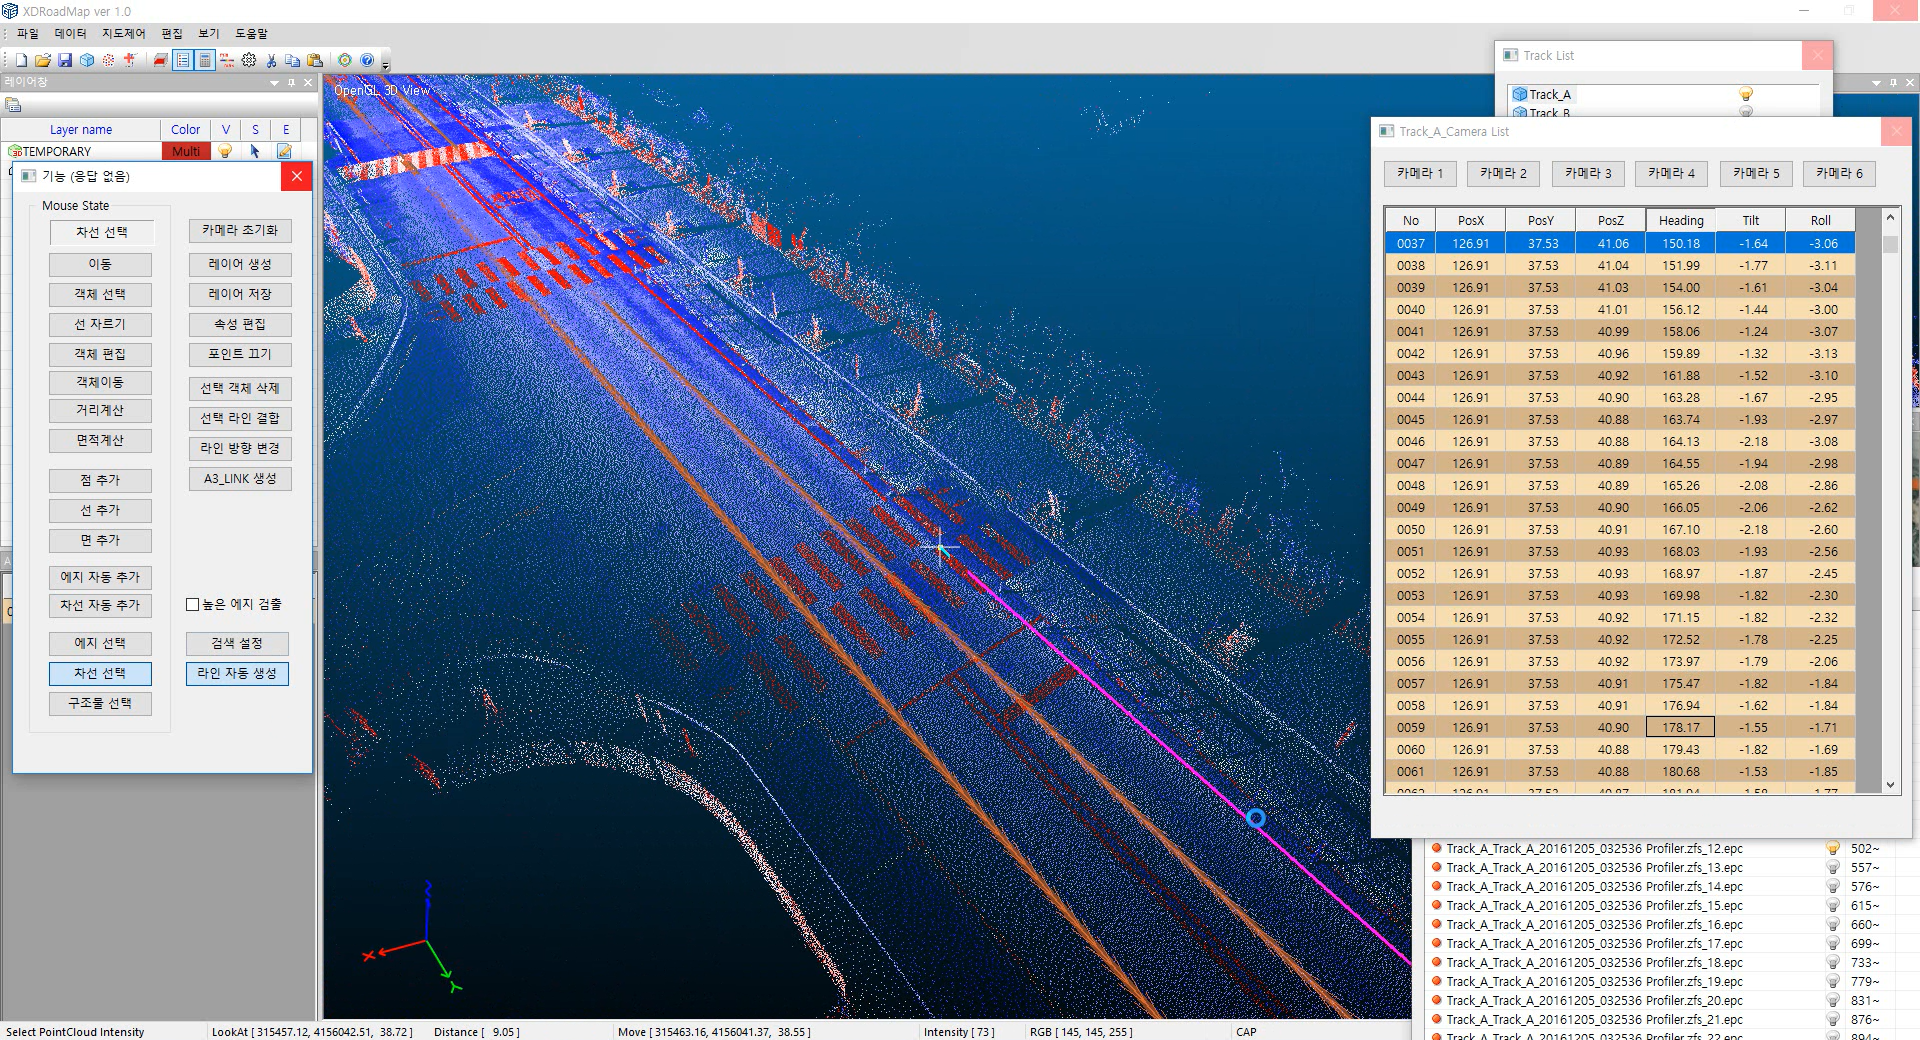 XDRoadMap ver 1.0
파일 데이터 지도제어 편집 보기 도움말
레이어창
Layer name Color V S E
TEMPORARY Multi
기능 (응답 없음)
Mouse State
차선 선택 카메라 초기화
이동 레이어 생성
객체 선택 레이어 저장
선 자르기 속성 편집
객체 편집 포인트 끄기
객체이동 선택 객체 삭제
거리계산 선택 라인 결합
면적계산 라인 방향 변경
A3_LINK 생성
점 추가
선 추가
면 추가
에지 자동 추가
차선 자동 추가 높은 에지 검출
에지 선택 검색 설정
차선 선택 라인 자동 생성
구조물 선택
OpenGL 3D View
X
Y
Track List
Track_A
Track_B
Track_A_Camera List
카메라 1 카메라 2 카메라 3 카메라 4 카메라 5 카메라 6
No PosX PosY PosZ Heading Tilt Roll
0037 126.91 37.53 41.06 150.18 -1.64 -3.06
0038 126.91 37.53 41.04 151.99 -1.77 -3.11
0039 126.91 37.53 41.03 154.00 -1.61 -3.04
0040 126.91 37.53 41.01 156.12 -1.44 -3.00
0041 126.91 37.53 40.99 158.06 -1.24 -3.07
0042 126.91 37.53 40.96 159.89 -1.32 -3.13
0043 126.91 37.53 40.92 161.88 -1.52 -3.10
0044 126.91 37.53 40.90 163.28 -1.67 -2.95
0045 126.91 37.53 40.88 163.74 -1.93 -2.97
0046 126.91 37.53 40.88 164.13 -2.18 -3.08
0047 126.91 37.53 40.89 164.55 -1.94 -2.98
0048 126.91 37.53 40.89 165.26 -2.08 -2.86
0049 126.91 37.53 40.90 166.05 -2.06 -2.62
0050 126.91 37.53 40.91 167.10 -2.18 -2.60
0051 126.91 37.53 40.93 168.03 -1.93 -2.56
0052 126.91 37.53 40.93 168.97 -1.87 -2.45
0053 126.91 37.53 40.93 169.98 -1.82 -2.30
0054 126.91 37.53 40.92 171.15 -1.82 -2.32
0055 126.91 37.53 40.92 172.52 -1.78 -2.25
0056 126.91 37.53 40.92 173.97 -1.79 -2.06
0057 126.91 37.53 40.91 175.47 -1.82 -1.84
0058 126.91 37.53 40.91 176.94 -1.62 -1.84
0059 126.91 37.53 40.90 178.17 -1.55 -1.71
0060 126.91 37.53 40.88 179.43 -1.82 -1.69
0061 126.91 37.53 40.88 180.68 -1.53 -1.85
0062 126.91 37.53 40.87 181.94 -1.58 -1.77
Track_A_Track_A_20161205_032536 Profiler.zfs_12.epc 502~
Track_A_Track_A_20161205_032536 Profiler.zfs_13.epc 557~
Track_A_Track_A_20161205_032536 Profiler.zfs_14.epc 576~
Track_A_Track_A_20161205_032536 Profiler.zfs_15.epc 615~
Track_A_Track_A_20161205_032536 Profiler.zfs_16.epc 660~
Track_A_Track_A_20161205_032536 Profiler.zfs_17.epc 699~
Track_A_Track_A_20161205_032536 Profiler.zfs_18.epc 733~
Track_A_Track_A_20161205_032536 Profiler.zfs_19.epc 779~
Track_A_Track_A_20161205_032536 Profiler.zfs_20.epc 831~
Track_A_Track_A_20161205_032536 Profiler.zfs_21.epc 876~
Track_A_Track_A_20161205_032536 Profiler.zfs_22.epc 894~
Select PointCloud Intensity LookAt [ 315457.12, 4156042.51, 38.72 ] Distance [ 9.05 ] Move [ 315463.16, 4156041.37, 38.55 ] Intensity [ 73 ] RGB [ 145, 145, 255 ] CAP